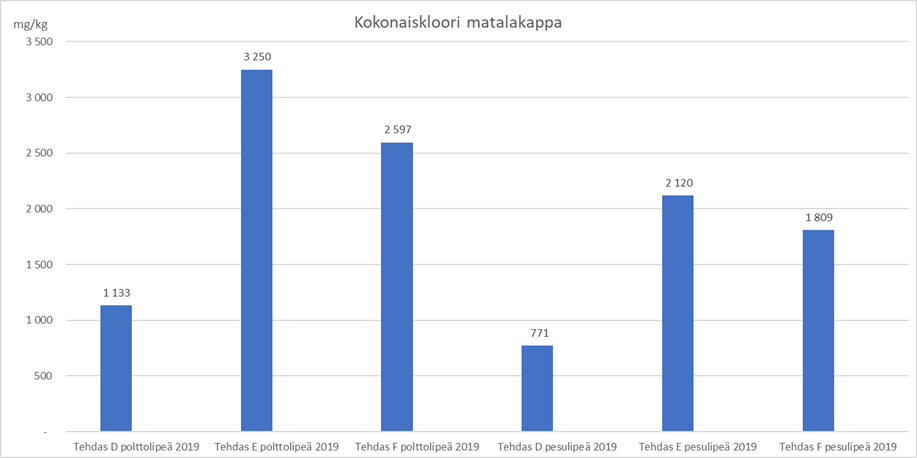 Kokonaiskloori matalakappa
mg/kg
3 500
3 000
2 500
2 000
1 500
1 000
500
-
1 133
3 250
2 597
771
2 120
1 809
Tehdas D polttolipeä 2019
Tehdas E polttolipeä 2019
Tehdas F polttolipeä 2019
Tehdas D pesulipeä 2019
Tehdas E pesulipeä 2019
Tehdas F pesulipeä 2019